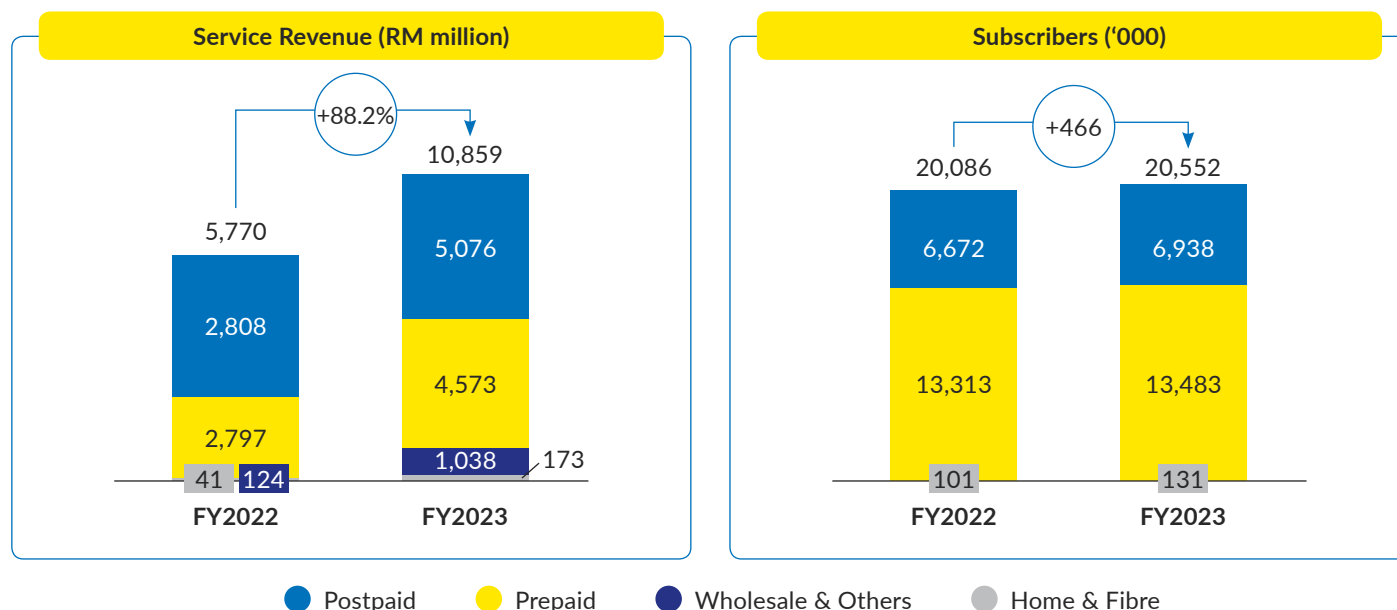 Service Revenue (RM million)
+88.2%
5,770
10,859
2,808
5,076
2,797
4,573
41
124
1,038
173
FY2022
FY2023
Subscribers (‘000)
+466
20,086
20,552
6,672
6,938
13,313
13,483
101
131
FY2022
FY2023
Postpaid
Prepaid
Wholesale & Others
Home & Fibre